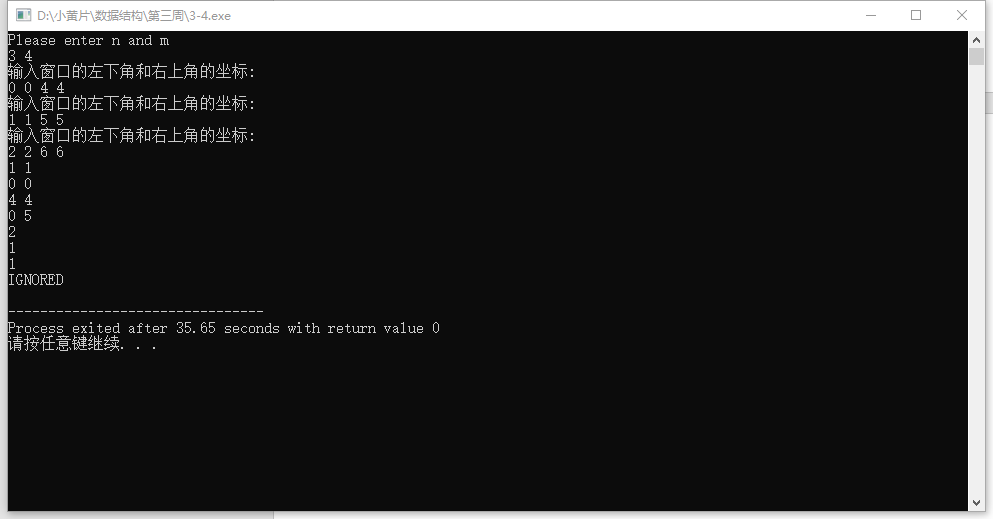 D:\小黄片\数据结构\第三周\3-4.exe
Please enter n and m
3 4
输入窗口的左下角和右上角的坐标:
0 0 4 4
输入窗口的左下角和右上角的坐标:
1 1 5 5
输入窗口的左下角和右上角的坐标:
2 2 6 6
1 1
0 0
4 4
0 5
2
1
1
IGNORED
--------------------------------
Process exited after 35.65 seconds with return value 0
请按任意键继续. . .